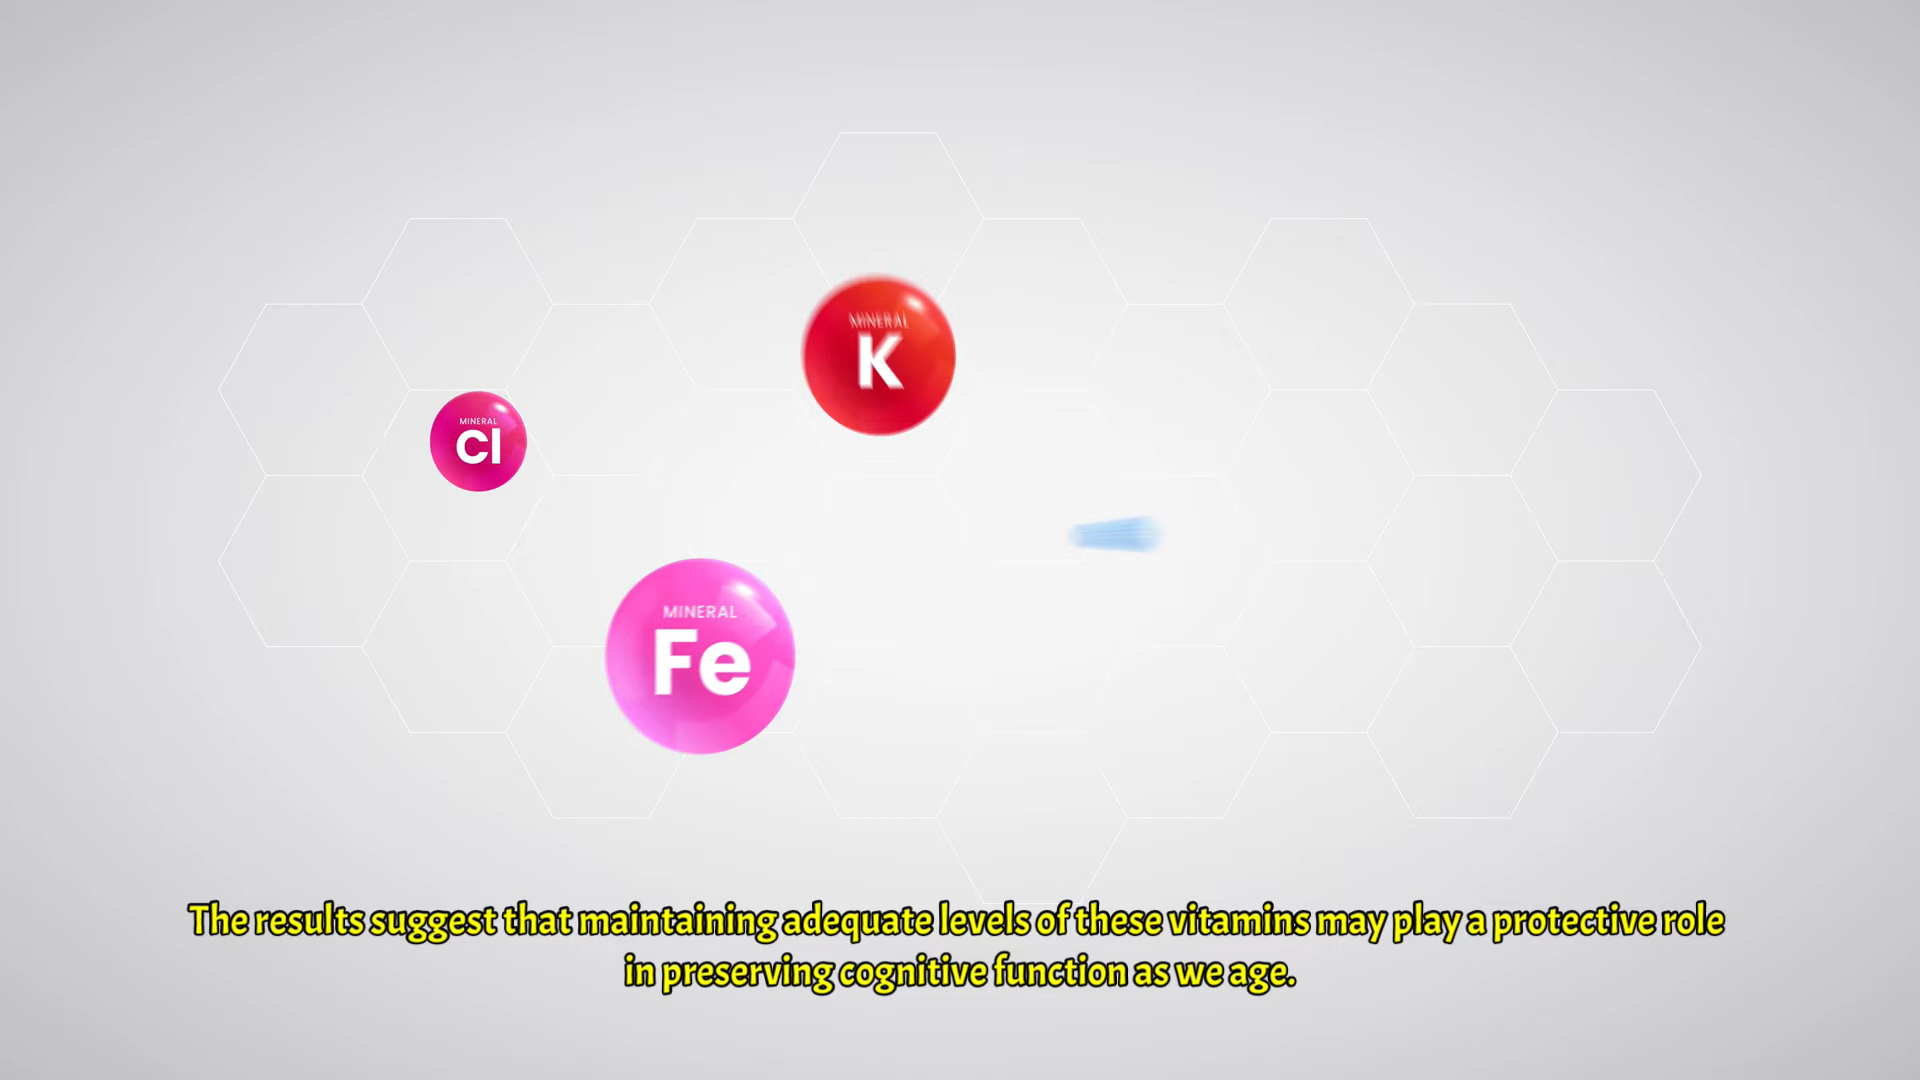 MINERAL
K
MINERAL
Cl
MINERAL
Fe
The results suggest that maintaining adequate levels of these vitamins may play a protective role
in preserving cognitive function as we age.